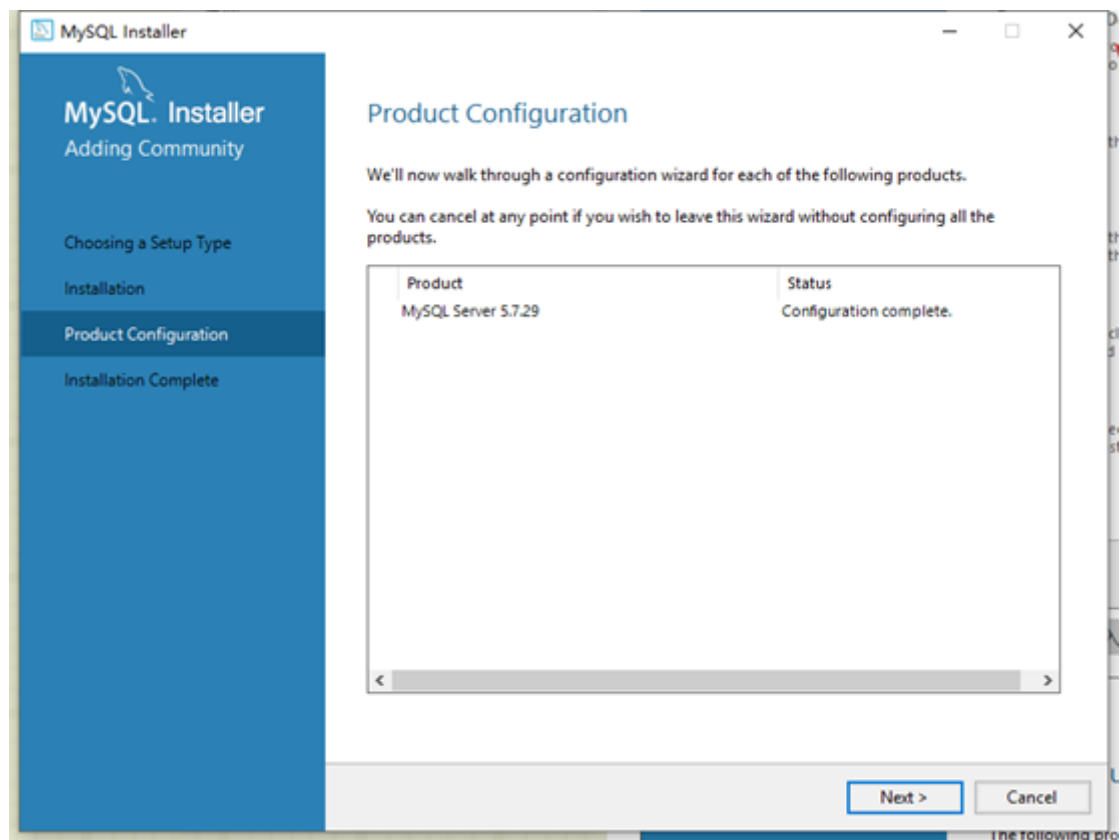 MySQL Installer
MySQL. Installer
Adding Community
Choosing a Setup Type
Installation
Product Configuration
Installation Complete
Product Configuration
We'll now walk through a configuration wizard for each of the following products.
You can cancel at any point if you wish to leave this wizard without configuring all the
products.
Product Status
MySQL Server 5.7.29 Configuration complete.
Next > Cancel
The following